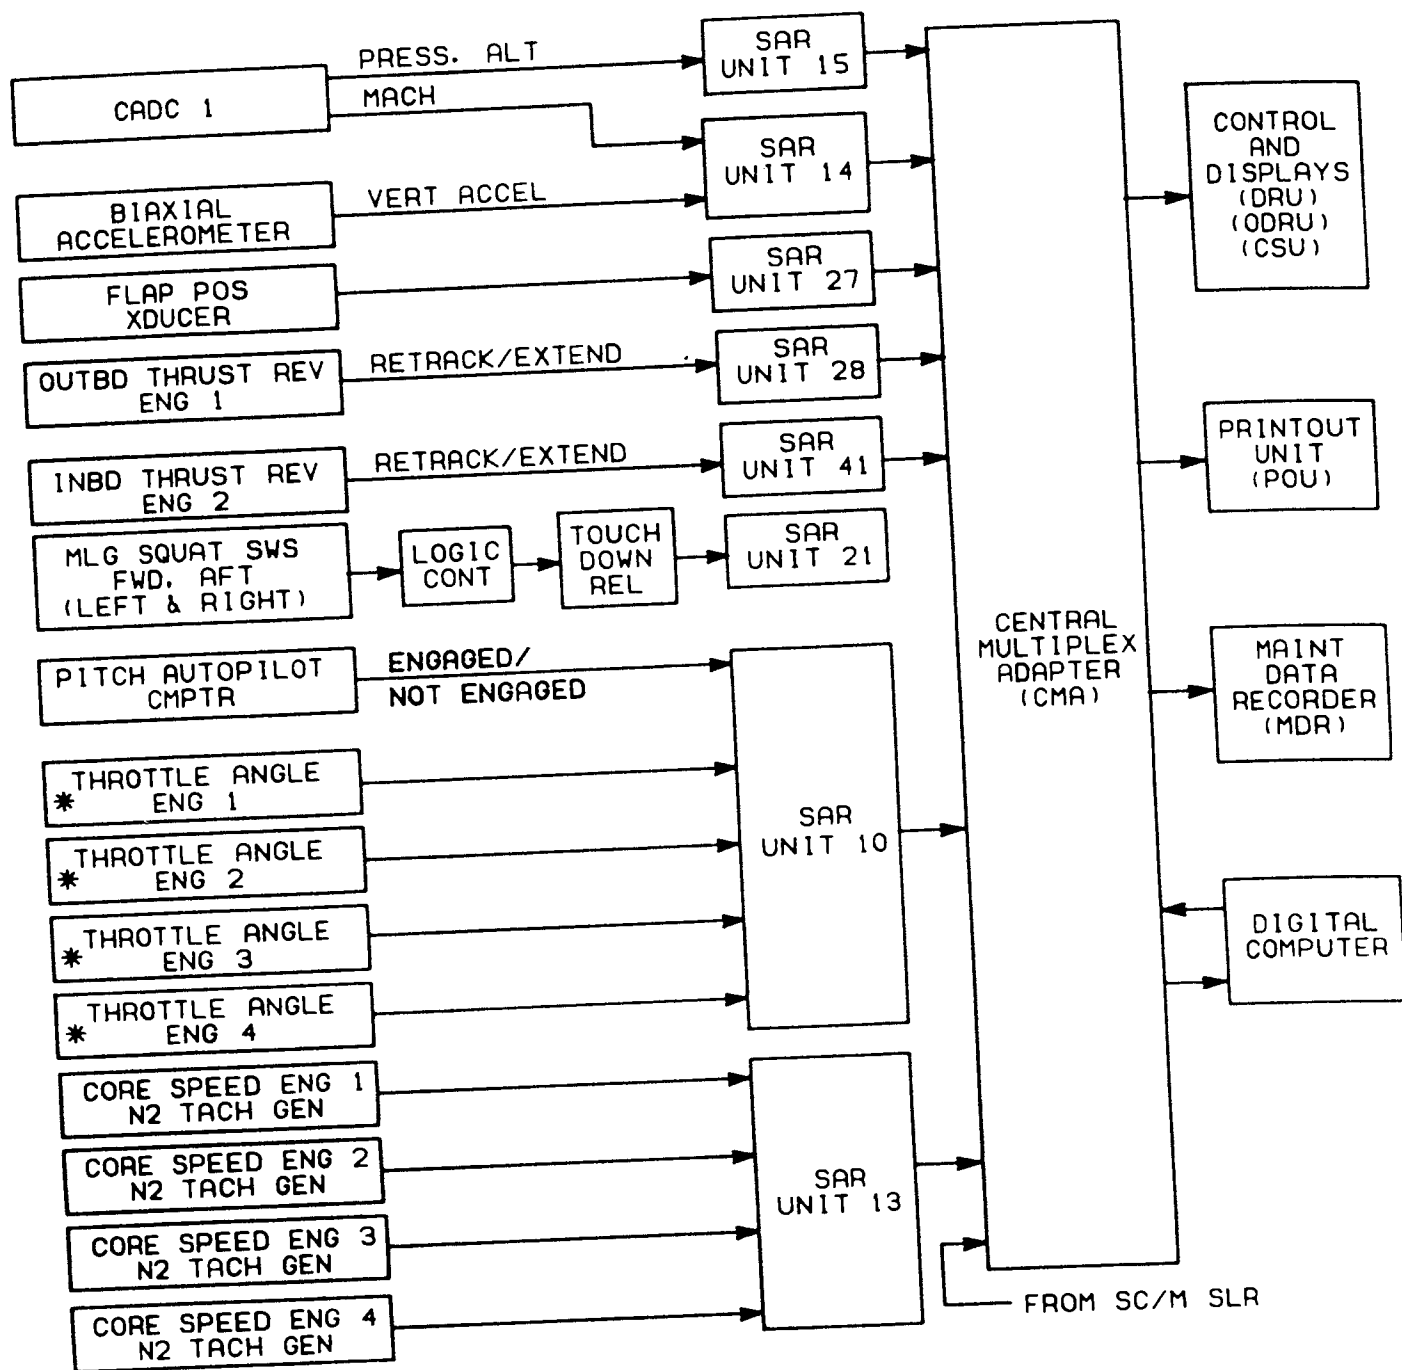 CADC 1
PRESS. ALT
MACH
SAR
UNIT 15
BIAXIAL
ACCELEROMETER
VERT ACCEL
SAR
UNIT 14
FLAP POS
XDUCER
SAR
UNIT 27
OUTBD THRUST REV
ENG 1
RETRACK/EXTEND
SAR
UNIT 28
INBD THRUST REV
ENG 2
RETRACK/EXTEND
SAR
UNIT 41
MLG SQUAT SWS
FWD. AFT
(LEFT & RIGHT)
LOGIC
CONT
TOUCH
DOWN
REL
SAR
UNIT 21
PITCH AUTOPILOT
CMPTR
ENGAGED/
NOT ENGAGED
* THROTTLE ANGLE
ENG 1
* THROTTLE ANGLE
ENG 2
* THROTTLE ANGLE
ENG 3
* THROTTLE ANGLE
ENG 4
SAR
UNIT 10
CORE SPEED ENG 1
N2 TACH GEN
CORE SPEED ENG 2
N2 TACH GEN
CORE SPEED ENG 3
N2 TACH GEN
CORE SPEED ENG 4
N2 TACH GEN
SAR
UNIT 13
CENTRAL
MULTIPLEX
ADAPTER
(CMA)
FROM SC/M SLR
CONTROL
AND
DISPLAYS
(DRU)
(ODRU)
(CSU)
PRINTOUT
UNIT
(POU)
MAINT
DATA
RECORDER
(MDR)
DIGITAL
COMPUTER